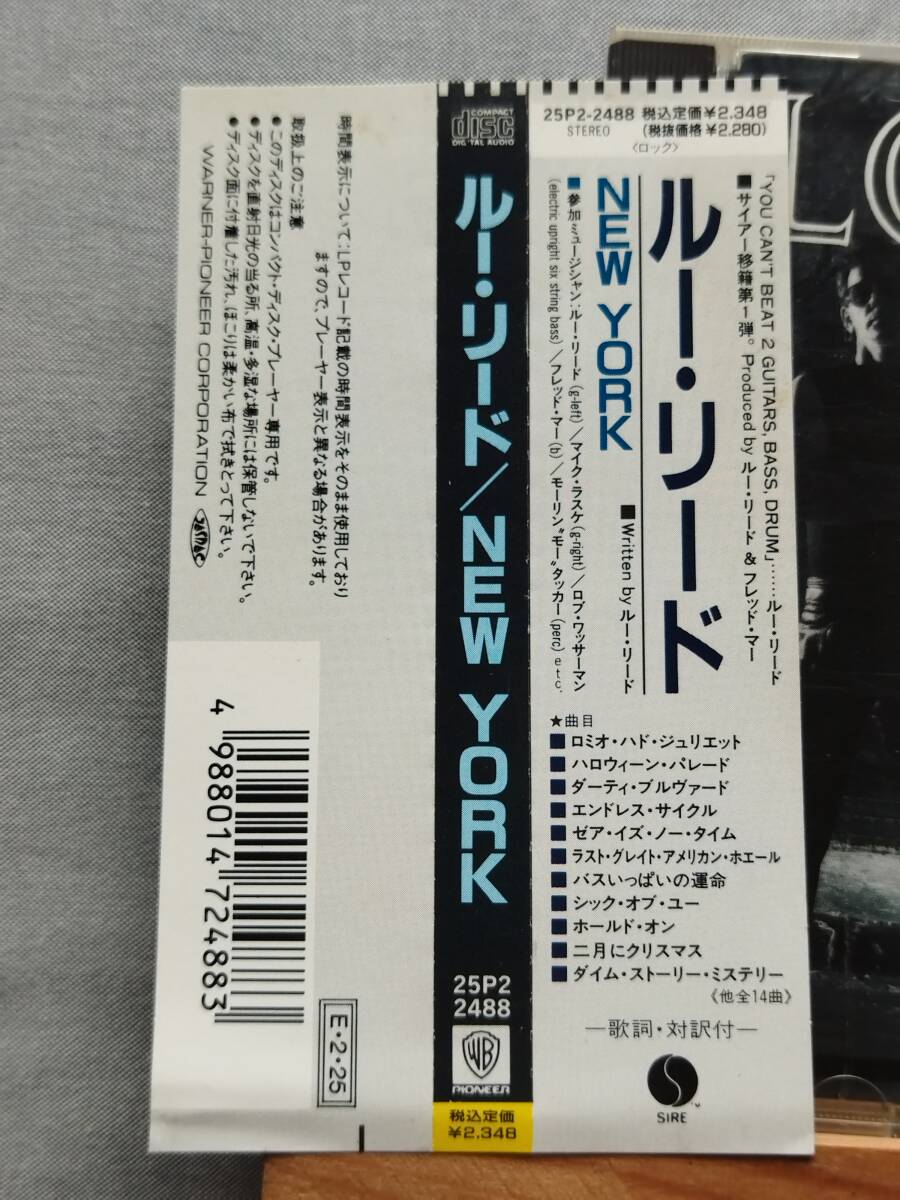 25P2-2488 税込定価¥2.348
STEREO (税抜価格¥2.280)
〈ロック〉
「YOU CAN'T BEAT 2 GUITARS, BASS, DRUM」……ルー・リード
■サイアー移籍第1弾。Produced by ルー・リード & フレッド・マー
ルー・リード
NEW YORK
■Written by ルー・リード
■参加ミュージシャン:ルー・リード(g-left)/マイク・ラスケ(g-right)/ロブ・ワッサーマン
(electric upright six string bass)/フレッド・マー(b)/モーリン“モー”タッカー(perc) etc.
★曲目
■ロミオ・ハド・ジュリエット
■ハロウィーン・パレード
■ダーティ・ブルヴァード
■エンドレス・サイクル
■ゼア・イズ・ノー・タイム
■ラスト・グレイト・アメリカン・ホエール
■バスいっぱいの運命
■シック・オブ・ユー
■ホールド・オン
■二月にクリスマス
■ダイム・ストーリー・ミステリー
《他全14曲》
—歌詞・対訳付—
SIRE
TM
COMPACT
disc
DIGITAL AUDIO
ルー・リード/NEW YORK
25P2
2488
WB
PIONEER
税込定価
¥2.348
時間表示について:LPレコード記載の時間表示をそのまま使用しており
ますので、プレーヤー表示と異なる場合があります。
取扱上のご注意
●このディスクはコンパクト・ディスク・プレーヤー専用です。
●ディスクを直射日光の当る所、高温・多湿な場所には保管しないで下さい。
●ディスク面に付着した汚れ、ほこりは柔かい布で拭きとって下さい。
WARNER-PIONEER CORPORATION
JASRAC
4 988014 724883
E・2・25
LO